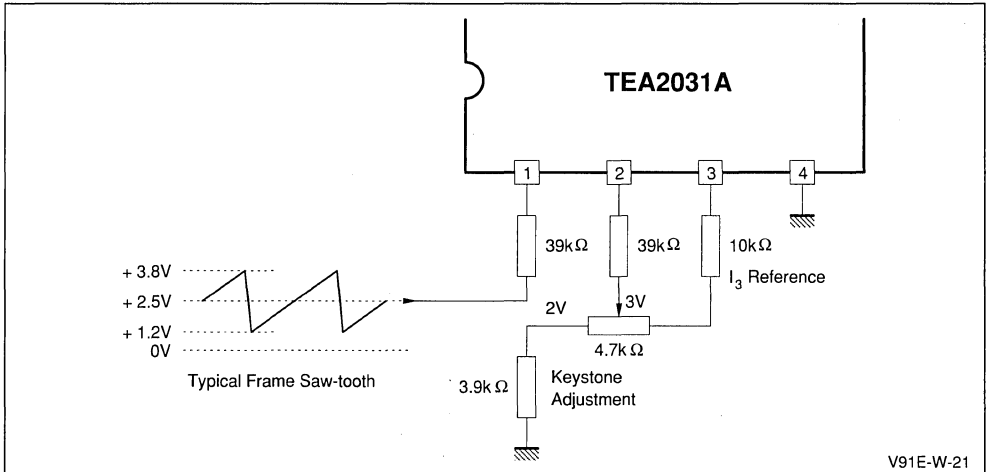 TEA2031A
1 2 3 4
39kΩ 39kΩ 10kΩ
I3 Reference
+ 3.8V
+ 2.5V
+ 1.2V
0V
2V 3V
4.7kΩ
Typical Frame Saw-tooth
3.9kΩ
Keystone
Adjustment
V91E-W-21